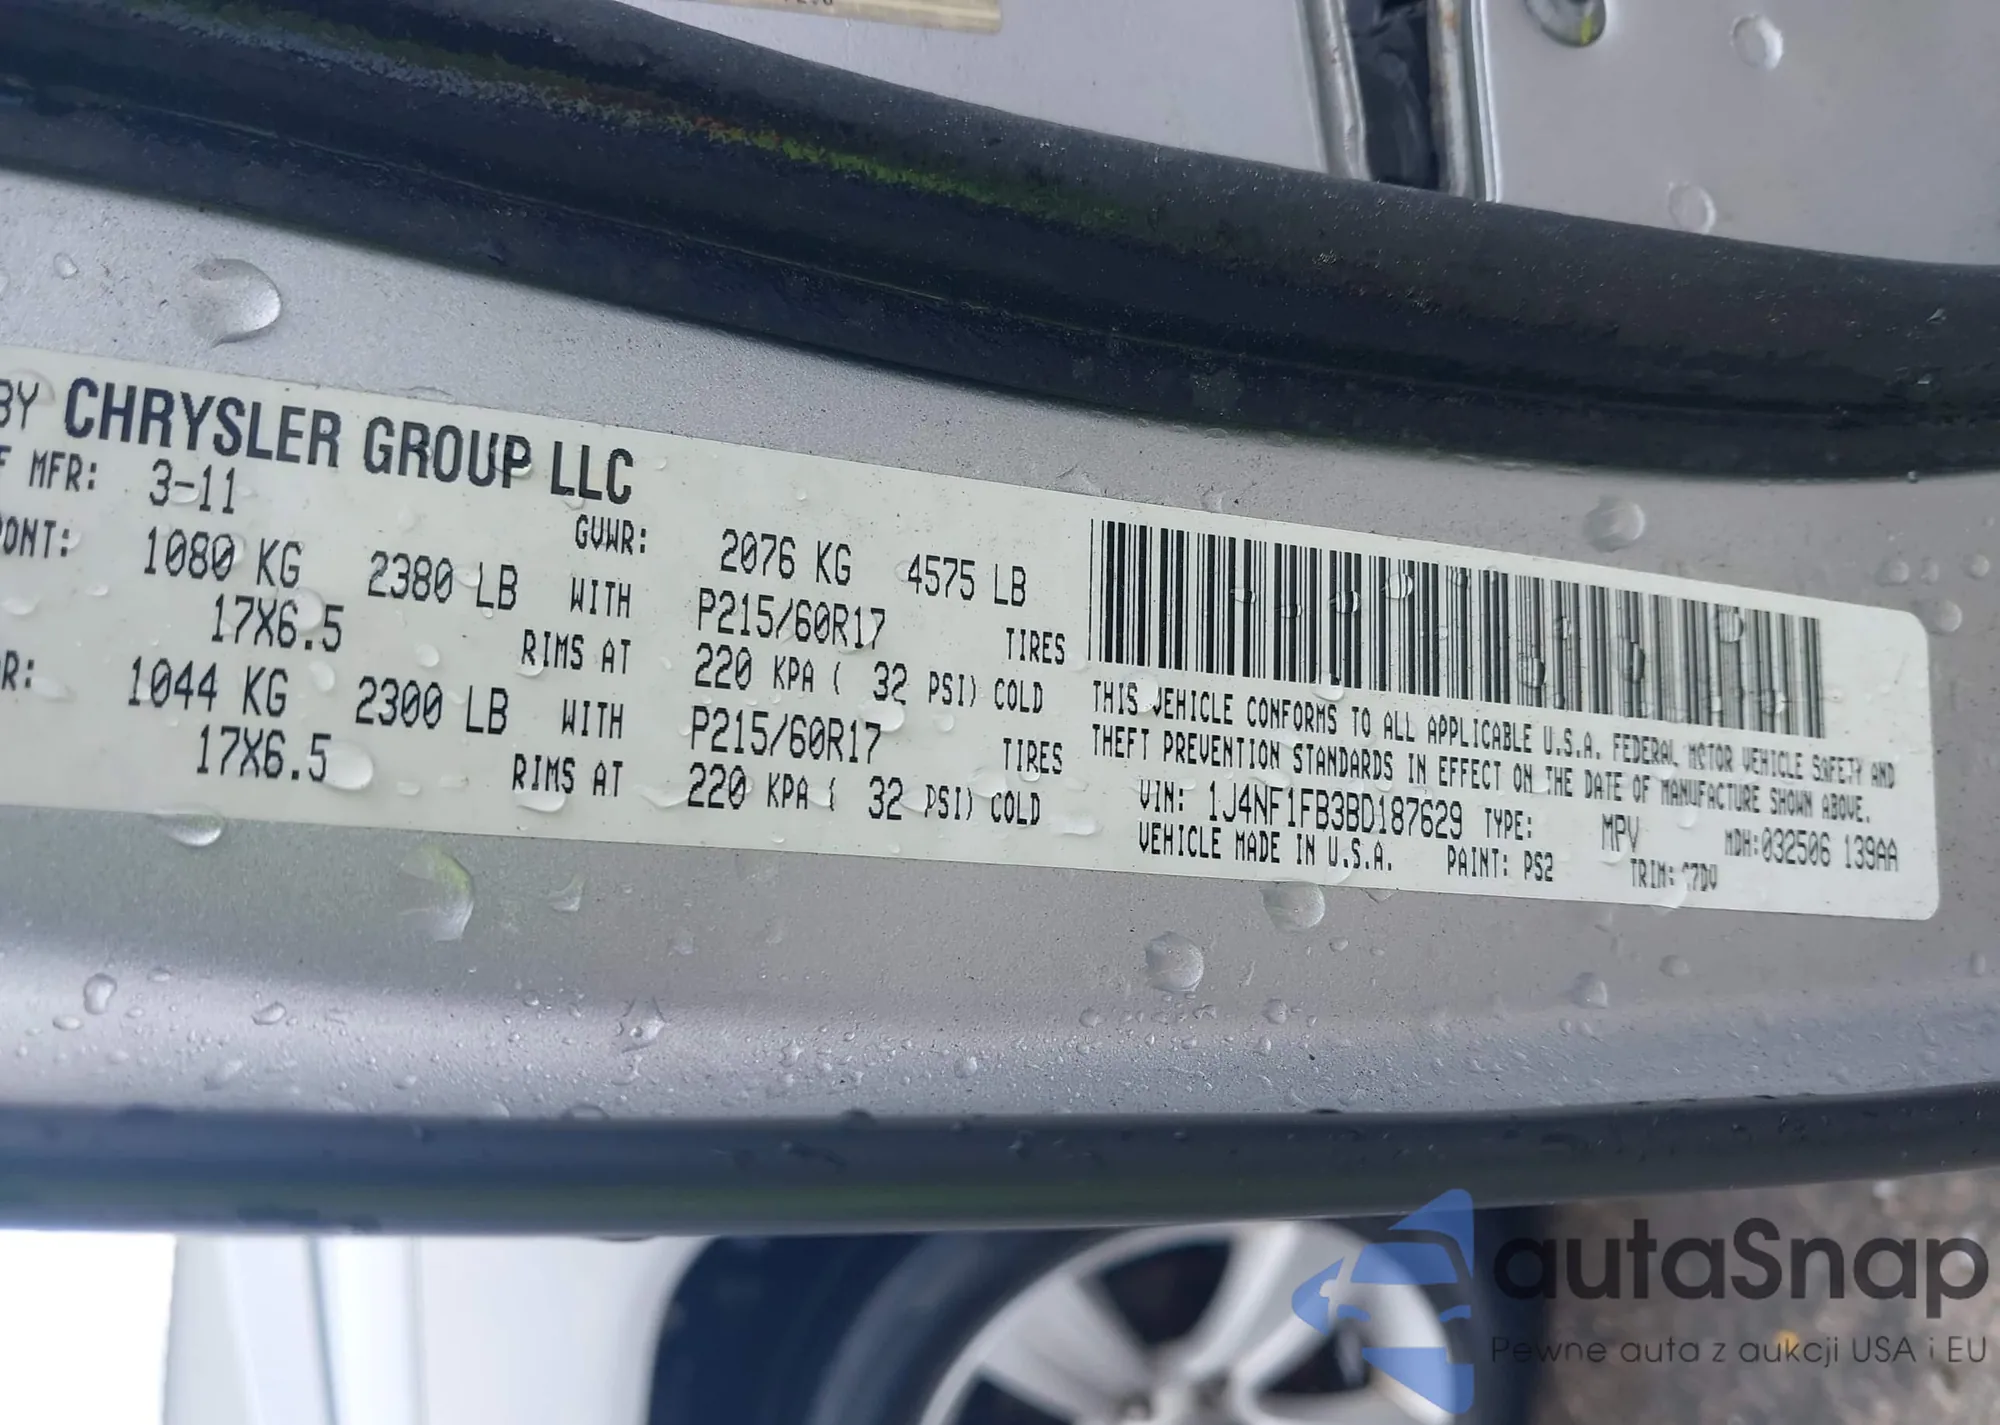 BY CHRYSLER GROUP LLC
MFR: 3-11
GVWR: 2076 KG 4575 LB
1080 KG 2380 LB WITH P215/60R17 TIRES
17X6.5 RIMS AT 220 KPA ( 32 PSI) COLD
1044 KG 2300 LB WITH P215/60R17 TIRES
17X6.5 RIMS AT 220 KPA ( 32 PSI) COLD
THIS VEHICLE CONFORMS TO ALL APPLICABLE U.S.A. FEDERAL MOTOR VEHICLE SAFETY AND
THEFT PREVENTION STANDARDS IN EFFECT ON THE DATE OF MANUFACTURE SHOWN ABOVE.
VIN: 1J4NF1FB3BD187629 TYPE: MPV MDH:032506 139AA
VEHICLE MADE IN U.S.A. PAINT: PS2 TRIM:
autaSnap
Pewne auta z aukcji USA i EU